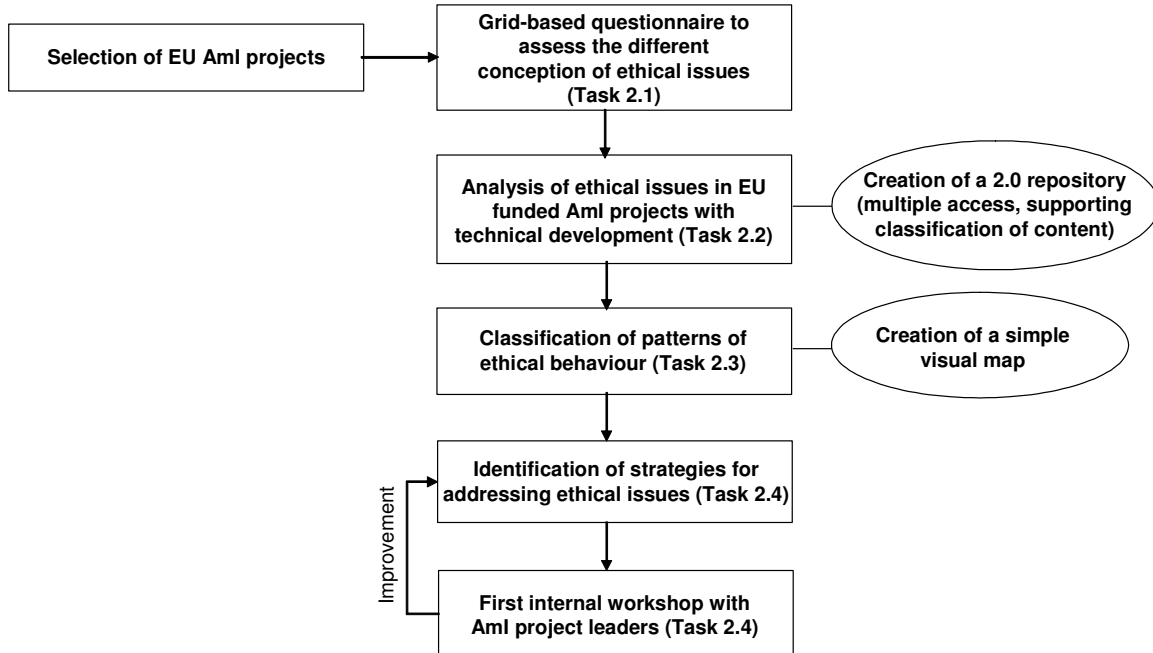 Selection of EU AmI projects
Grid-based questionnaire to
assess the different
conception of ethical issues
(Task 2.1)
Analysis of ethical issues in EU
funded AmI projects with
technical development (Task 2.2)
Creation of a 2.0 repository
(multiple access, supporting
classification of content)
Classification of patterns of
ethical behaviour (Task 2.3)
Creation of a simple
visual map
Identification of strategies for
addressing ethical issues (Task 2.4)
Improvement
First internal workshop with
AmI project leaders (Task 2.4)